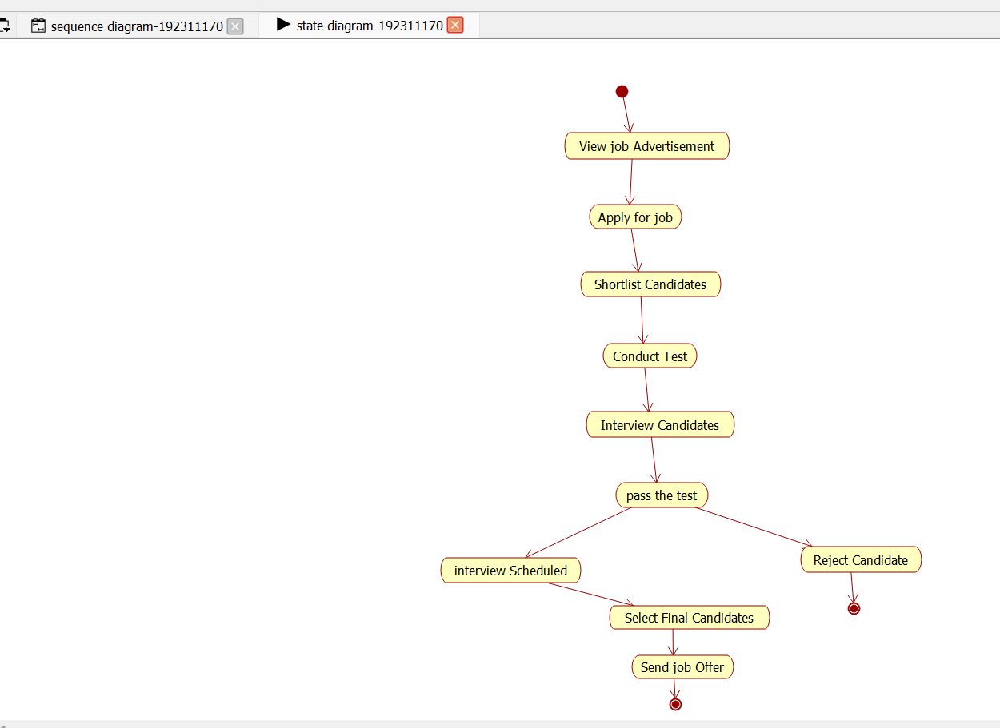 sequence diagram-192311170
state diagram-192311170
View job Advertisement
Apply for job
Shortlist Candidates
Conduct Test
Interview Candidates
pass the test
interview Scheduled
Reject Candidate
Select Final Candidates
Send job Offer